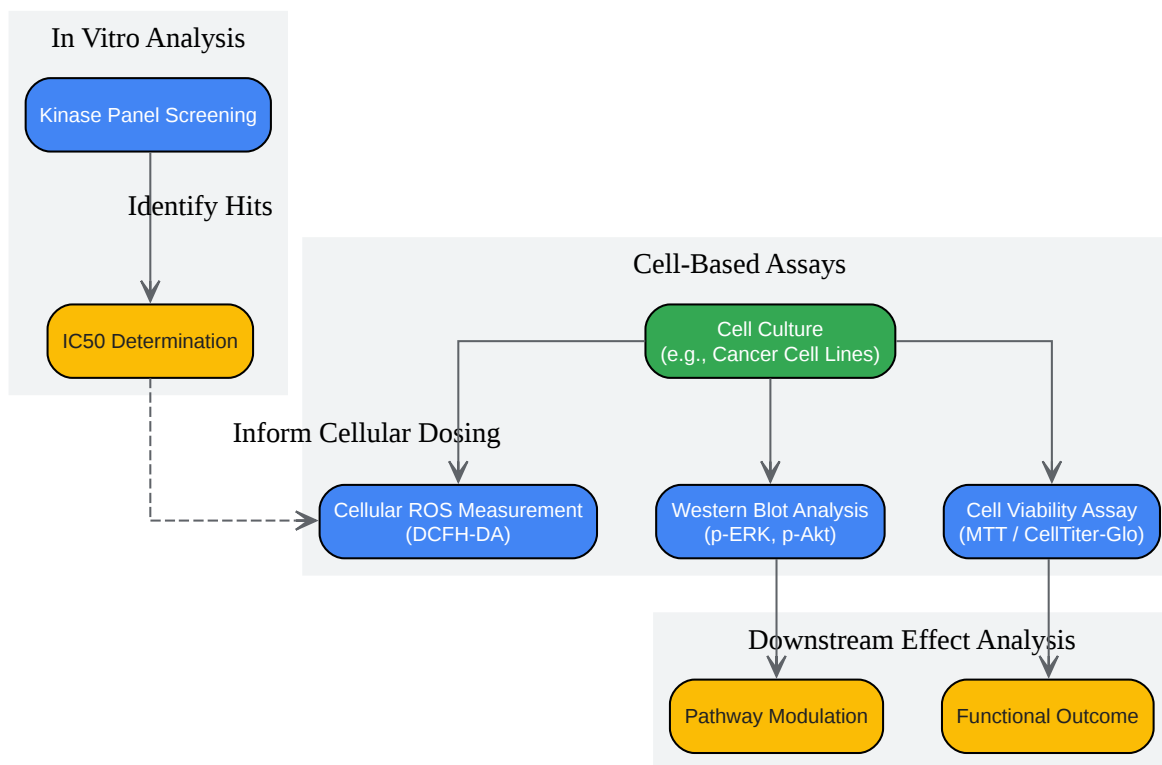 In Vitro Analysis
Kinase Panel Screening
Identify Hits
IC50 Determination
Cell-Based Assays
Cell Culture
(e.g., Cancer Cell Lines)
Inform Cellular Dosing
Cellular ROS Measurement
(DCFH-DA)
Western Blot Analysis
(p-ERK, p-Akt)
Cell Viability Assay
(MTT / CellTiter-Glo)
Downstream Effect Analysis
Pathway Modulation
Functional Outcome